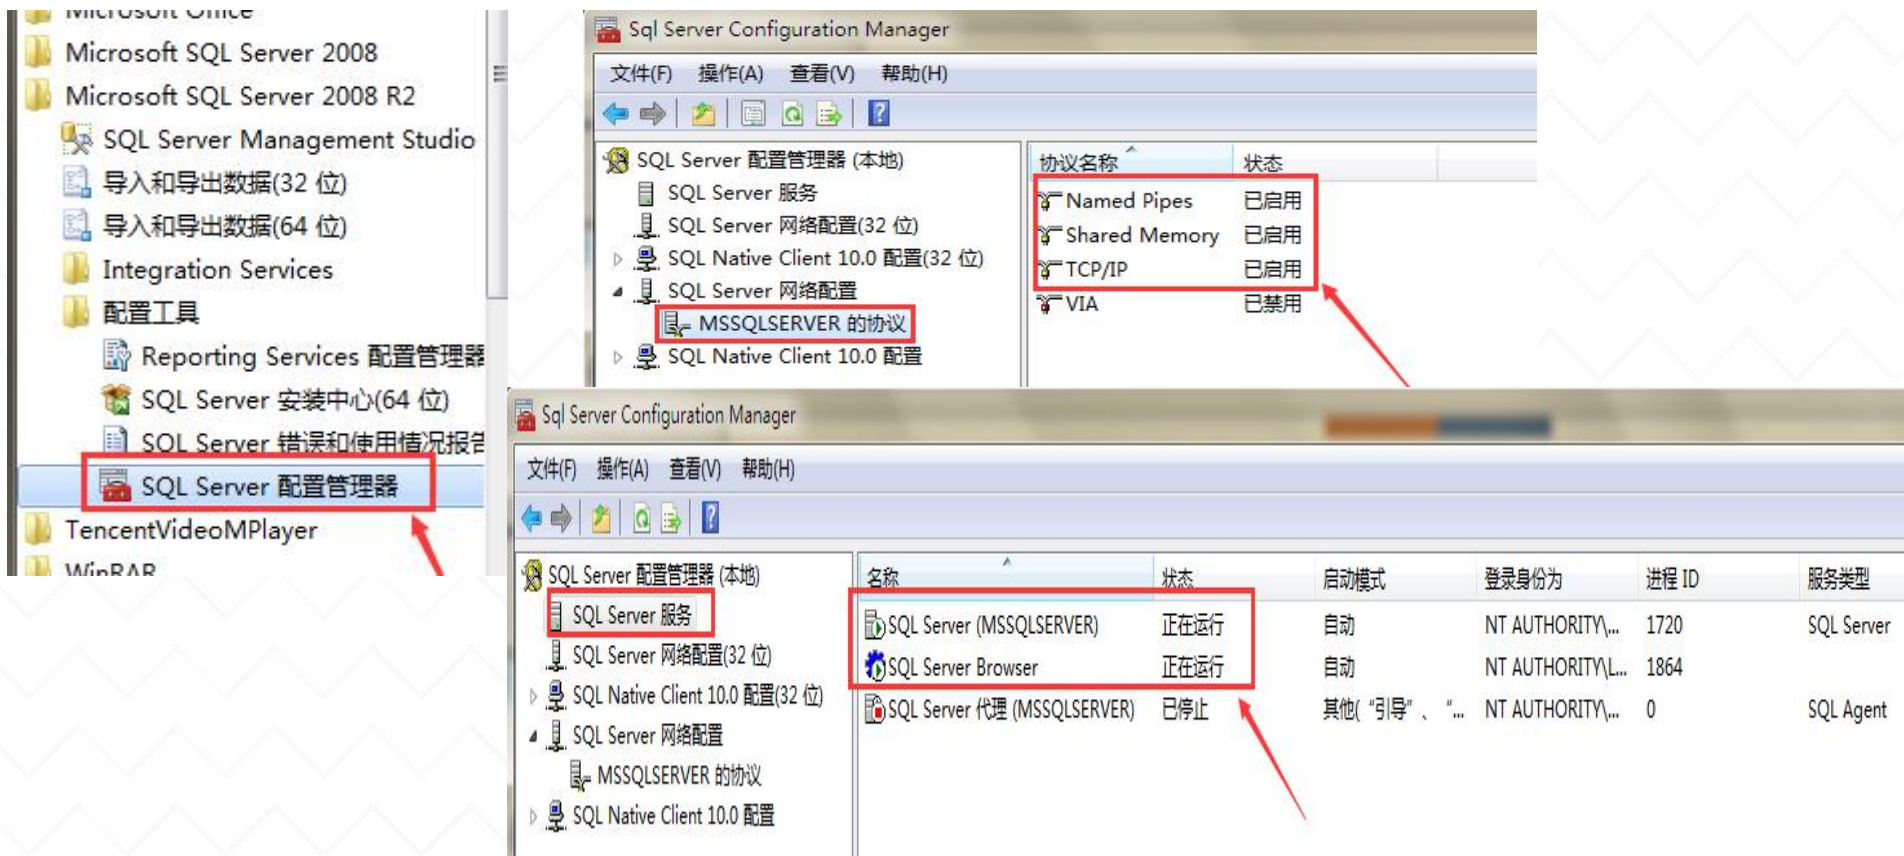 Microsoft Office
Microsoft SQL Server 2008
Microsoft SQL Server 2008 R2
SQL Server Management Studio
导入和导出数据(32 位)
导入和导出数据(64 位)
Integration Services
配置工具
Reporting Services 配置管理器
SQL Server 安装中心(64 位)
SQL Server 错误和使用情况报告
SQL Server 配置管理器
TencentVideoMPlayer
WinRAR
Sql Server Configuration Manager
文件(F) 操作(A) 查看(V) 帮助(H)
SQL Server 配置管理器 (本地)
SQL Server 服务
SQL Server 网络配置(32 位)
SQL Native Client 10.0 配置(32 位)
SQL Server 网络配置
MSSQLSERVER 的协议
SQL Native Client 10.0 配置
协议名称 状态
Named Pipes 已启用
Shared Memory 已启用
TCP/IP 已启用
VIA 已禁用
Sql Server Configuration Manager
文件(F) 操作(A) 查看(V) 帮助(H)
SQL Server 配置管理器 (本地)
SQL Server 服务
SQL Server 网络配置(32 位)
SQL Native Client 10.0 配置(32 位)
SQL Server 网络配置
MSSQLSERVER 的协议
SQL Native Client 10.0 配置
名称 状态 启动模式 登录身份为 进程 ID 服务类型
SQL Server (MSSQLSERVER) 正在运行 自动 NT AUTHORITY\... 1720 SQL Server
SQL Server Browser 正在运行 自动 NT AUTHORITY\L... 1864
SQL Server 代理 (MSSQLSERVER) 已停止 其他(“引导”、“... NT AUTHORITY\... 0 SQL Agent